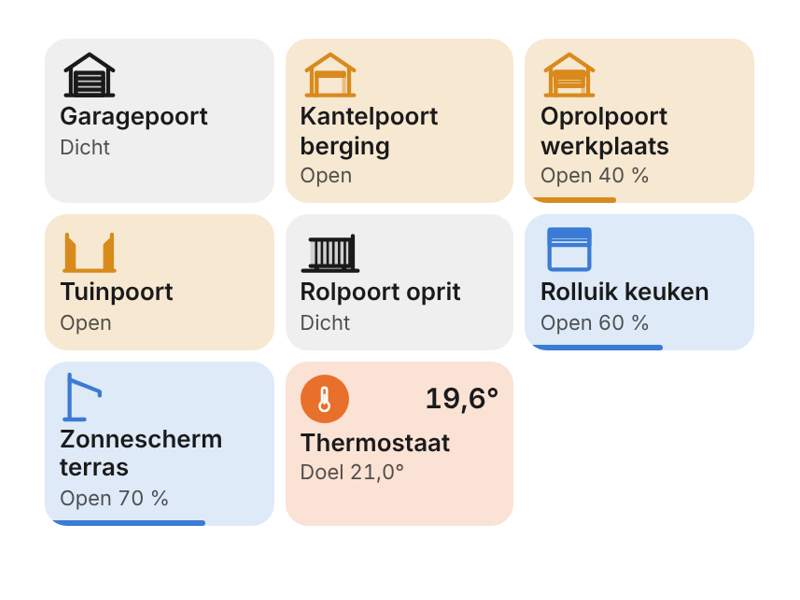 Garagepoort
Dicht
Kantelpoort
berging
Open
Oprolpoort
werkplaats
Open 40 %
Tuinpoort
Open
Rolpoort oprit
Dicht
Rolluik keuken
Open 60 %
Zonnescherm
terras
Open 70 %
19,6°
Thermostaat
Doel 21,0°